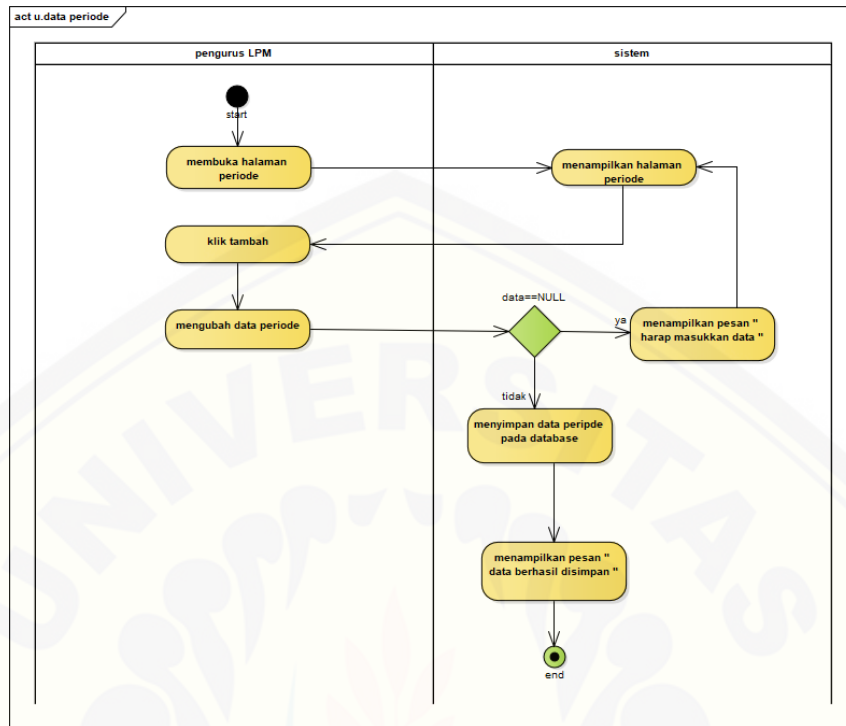 act u.data periode
pengurus LPM
sistem
start
membuka halaman
periode
menampilkan halaman
periode
klik tambah
mengubah data periode
data==NULL
ya
menampilkan pesan "
harap masukkan data "
tidak
menyimpan data peripde
pada database
menampilkan pesan "
data berhasil disimpan "
end
UNIVERSITAS